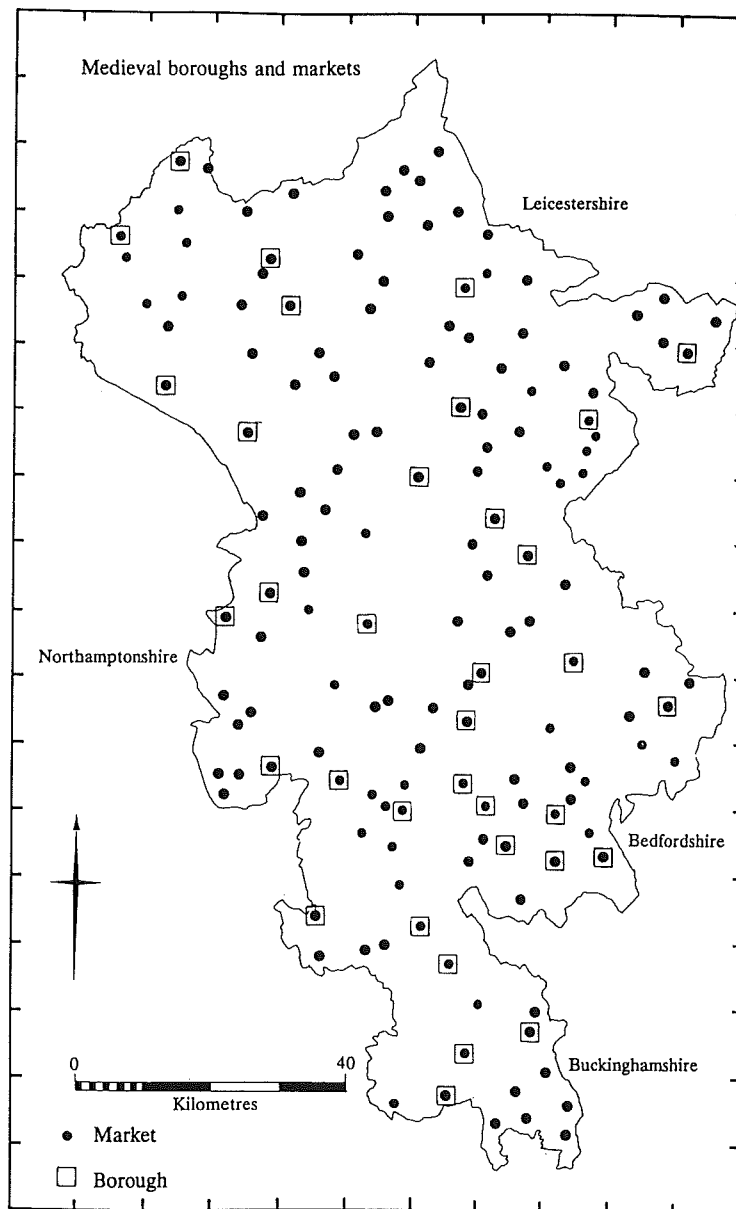 Medieval boroughs and markets
Leicestershire
Northamptonshire
Bedfordshire
Buckinghamshire
0 40
Kilometres
Market
Borough